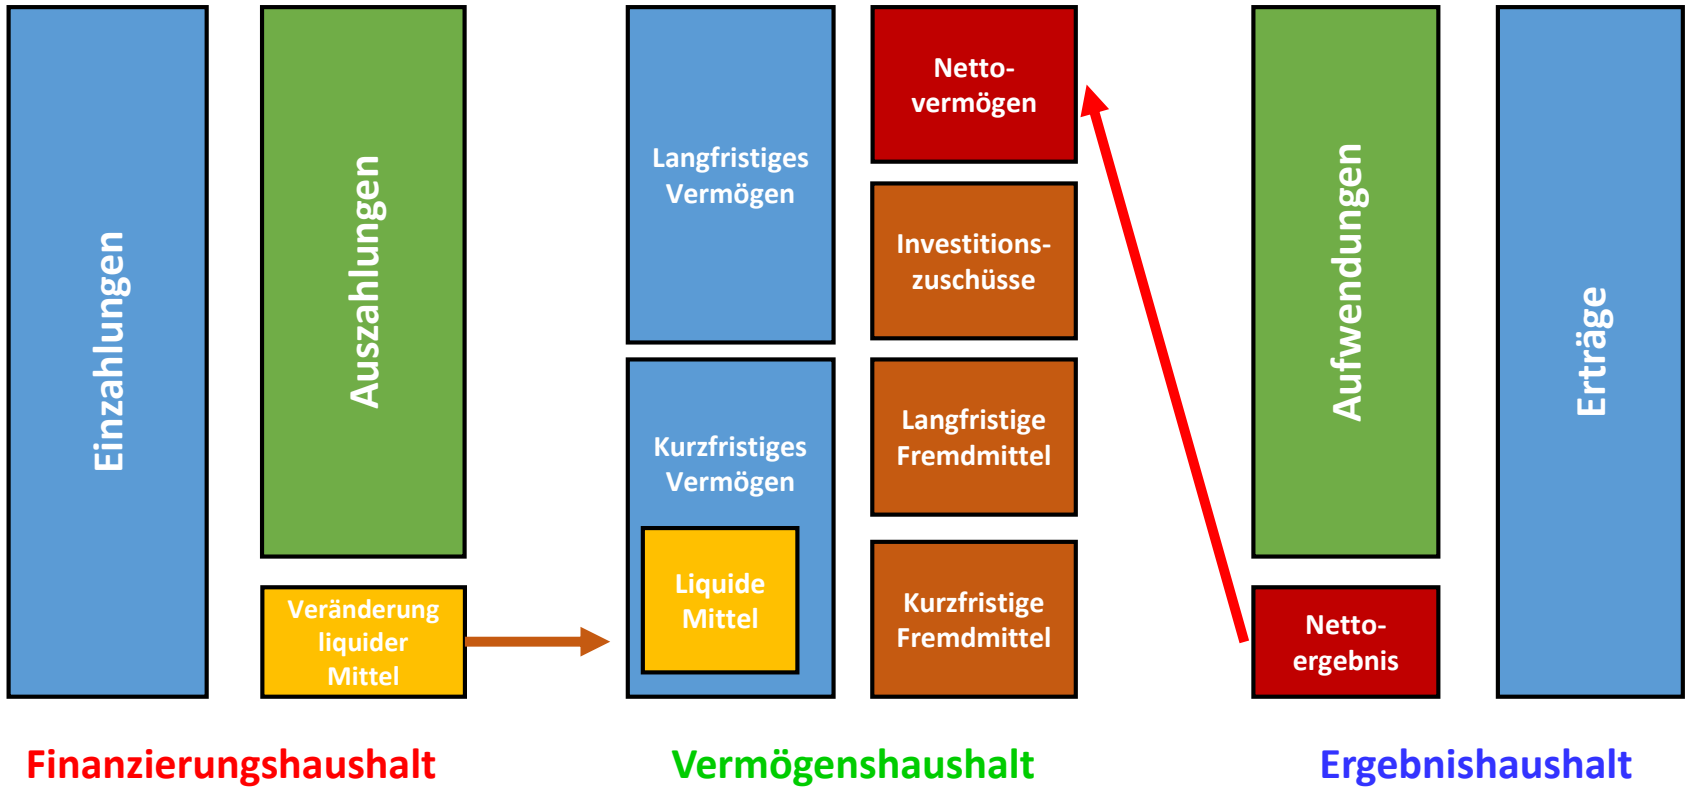 Einzahlungen
Auszahlungen
Veränderung
liquider
Mittel
Langfristiges
Vermögen
Kurzfristiges
Vermögen
Liquide
Mittel
Netto-
vermögen
Investitions-
zuschüsse
Langfristige
Fremdmittel
Kurzfristige
Fremdmittel
Aufwendungen
Netto-
ergebnis
Erträge
Finanzierungshaushalt
Vermögenshaushalt
Ergebnishaushalt